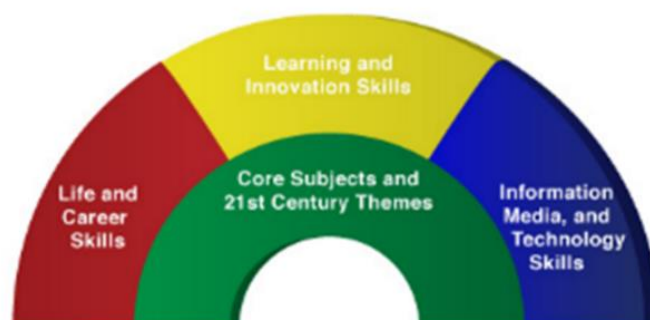 Learning and
Innovation Skills
Core Subjects and
21st Century Themes
Life and
Career
Skills
Information
Media, and
Technology
Skills